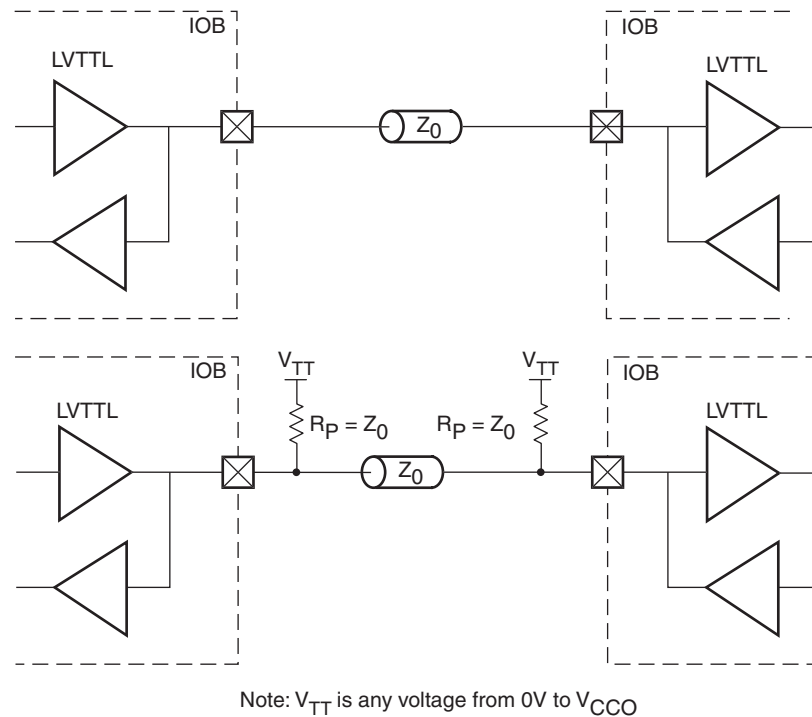 IOB
IOB
LVTTL
LVTTL
Z0
IOB
VTT
VTT
IOB
LVTTL
RP = Z0
RP = Z0
LVTTL
Z0
Note: VTT is any voltage from 0V to VCCO